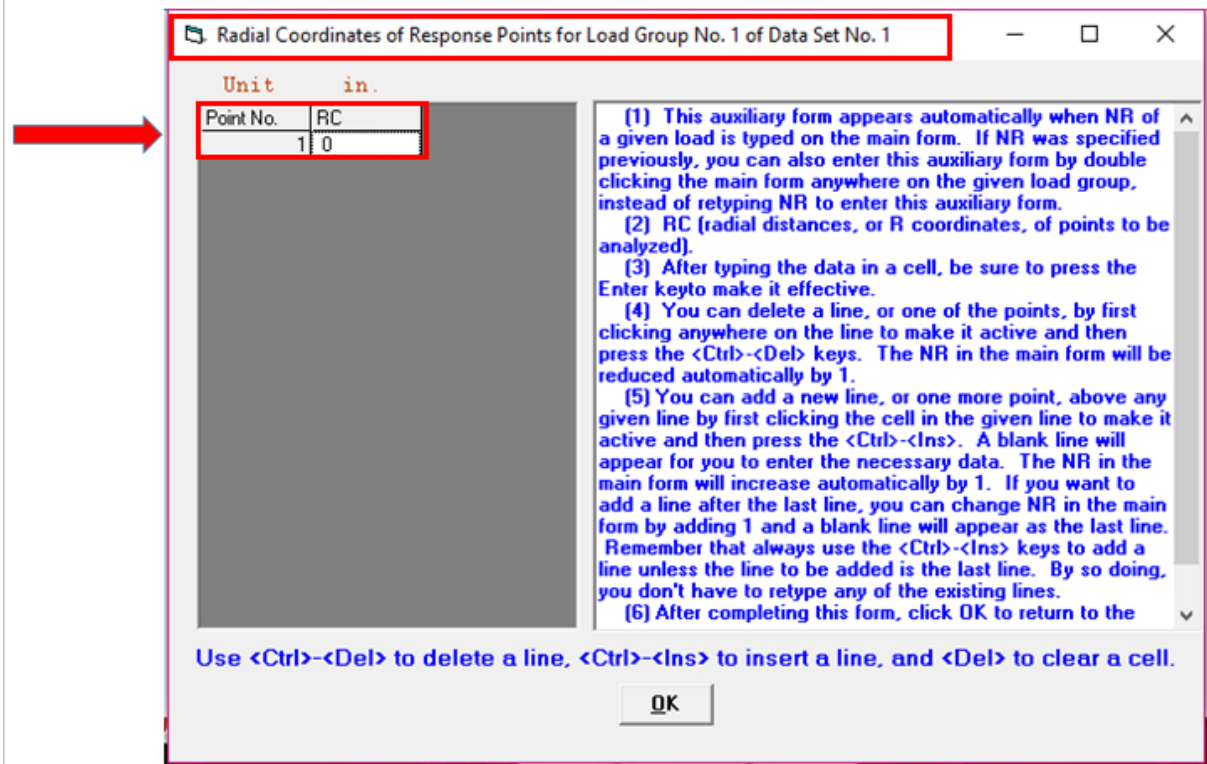 Radial Coordinates of Response Points for Load Group No. 1 of Data Set No. 1
Unit in.
Point No. RC
1 0
(1) This auxiliary form appears automatically when NR of
a given load is typed on the main form. If NR was specified
previously, you can also enter this auxiliary form by double
clicking the main form anywhere on the given load group,
instead of retyping NR to enter this auxiliary form.
(2) RC (radial distances, or R coordinates, of points to be
analyzed).
(3) After typing the data in a cell, be sure to press the
Enter keyto make it effective.
(4) You can delete a line, or one of the points, by first
clicking anywhere on the line to make it active and then
press the <Ctrl>-<Del> keys. The NR in the main form will be
reduced automatically by 1.
(5) You can add a new line, or one more point, above any
given line by first clicking the cell in the given line to make it
active and then press the <Ctrl>-<Ins>. A blank line will
appear for you to enter the necessary data. The NR in the
main form will increase automatically by 1. If you want to
add a line after the last line, you can change NR in the main
form by adding 1 and a blank line will appear as the last line.
Remember that always use the <Ctrl>-<Ins> keys to add a
line unless the line to be added is the last line. By so doing,
you don't have to retype any of the existing lines.
(6) After completing this form, click OK to return to the
Use <Ctrl>-<Del> to delete a line, <Ctrl>-<Ins> to insert a line, and <Del> to clear a cell.
OK